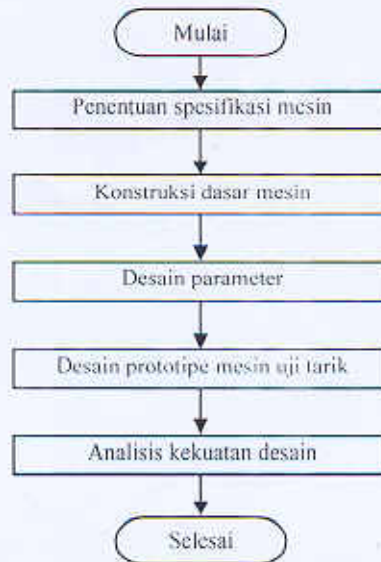 Mulai
Penentuan spesifikasi mesin
Konstruksi dasar mesin
Desain parameter
Desain prototipe mesin uji tarik
Analisis kekuatan desain
Selesai